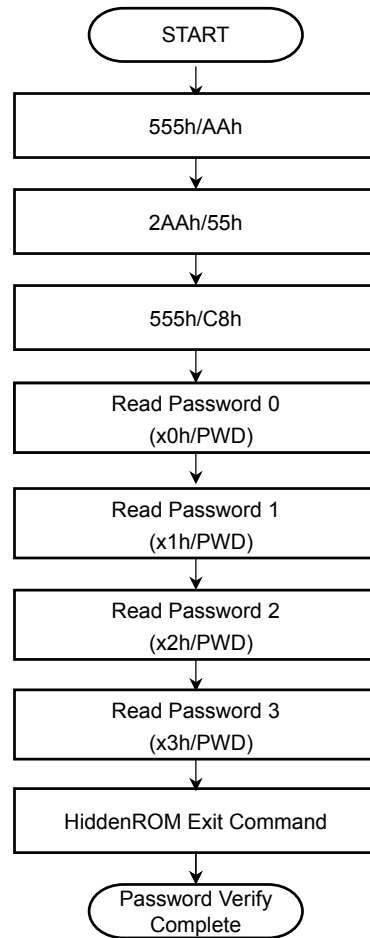 START
555h/AAh
2AAh/55h
555h/C8h
Read Password 0
(x0h/PWD)
Read Password 1
(x1h/PWD)
Read Password 2
(x2h/PWD)
Read Password 3
(x3h/PWD)
HiddenROM Exit Command
Password Verify
Complete